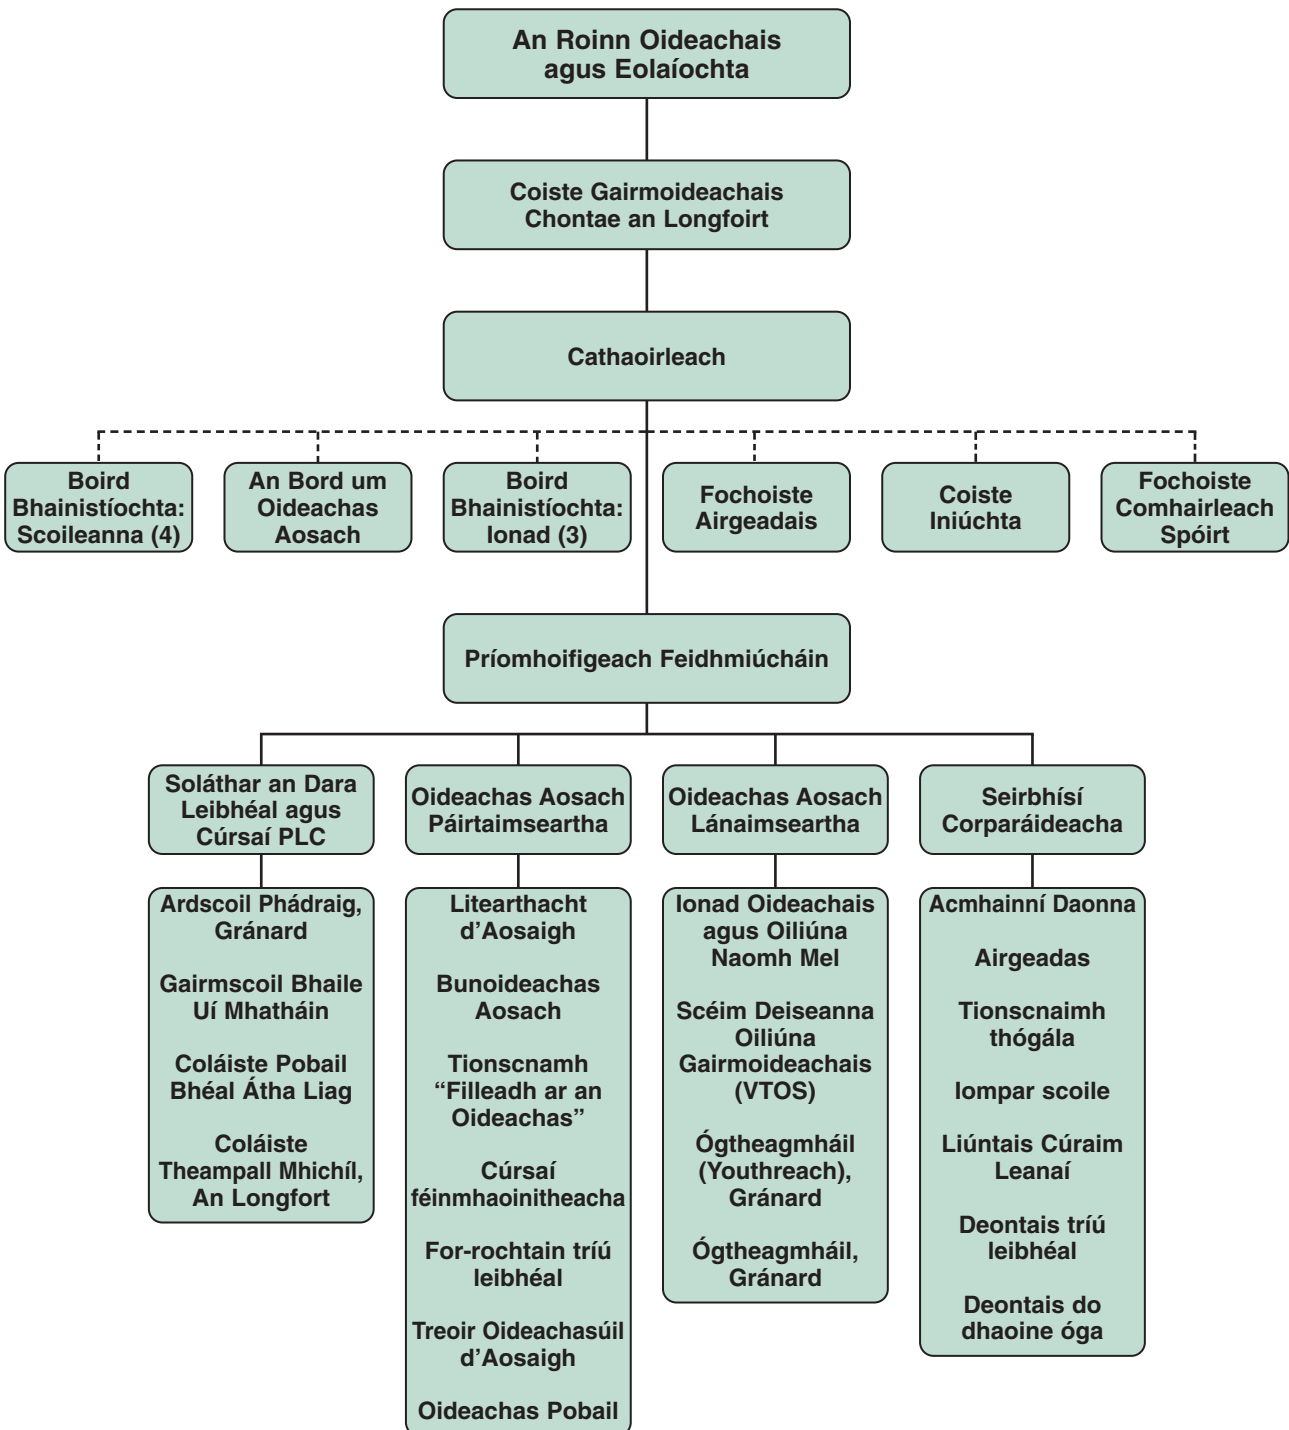 An Roinn Oideachais
agus Eolaíochta
Coiste Gairmoideachais
Chontae an Longfoirt
Cathaoirleach
Boird
Bhainistíochta:
Scoileanna (4)
An Bord um
Oideachas
Aosach
Boird
Bhainistíochta:
Ionad (3)
Fochoiste
Airgeadais
Coiste
Iniúchta
Fochoiste
Comhairleach
Spóirt
Príomhoifigeach Feidhmiúcháin
Soláthar an Dara
Leibhéal agus
Cúrsaí PLC
Oideachas Aosach
Páirtaimseartha
Oideachas Aosach
Lánaimseartha
Seirbhísí
Corparáideacha
Ardscoil Phádraig,
Gránard
Gairmscoil Bhaile
Uí Mhatháin
Coláiste Pobail
Bhéal Átha Liag
Coláiste
Theampall Mhichíl,
An Longfort
Litearthacht
d’Aosaigh
Bunoideachas
Aosach
Tionscnamh
“Filleadh ar an
Oideachas”
Cúrsaí
féinmhaoinitheacha
For-rochtain tríú
leibhéal
Treoir Oideachasúil
d’Aosaigh
Oideachas Pobail
Ionad Oideachais
agus Oiliúna
Naomh Mel
Scéim Deiseanna
Oiliúna
Gairmoideachais
(VTOS)
Ógtheagmháil
(Youthreach),
Gránard
Ógtheagmháil,
Gránard
Acmhainní Daonna
Airgeadas
Tionscnaimh
thógála
Iompar scoile
Liúntais Cúraim
Leanaí
Deontais tríú
leibhéal
Deontais do
dhaoine óga